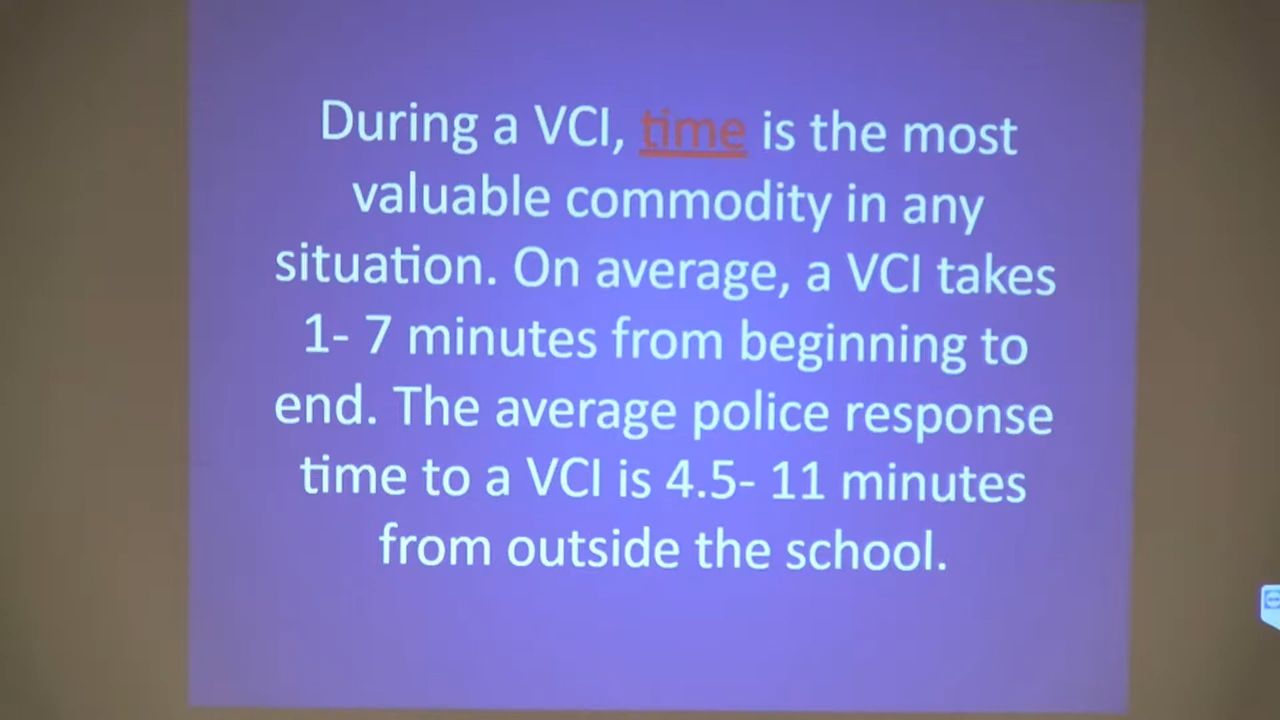 During a VCI, time is the most
valuable commodity in any
situation. On average, a VCI takes
1- 7 minutes from beginning to
end. The average police response
time to a VCI is 4.5- 11 minutes
from outside the school.